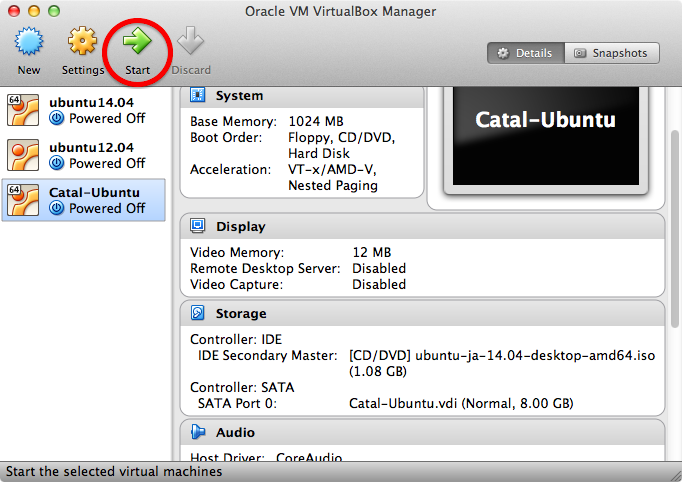 Oracle VM VirtualBox Manager
New
Settings
Start
Discard
Details
Snapshots
64
ubuntu14.04
Powered Off
ubuntu12.04
Powered Off
64
Catal-Ubuntu
Powered Off
System
Base Memory: 1024 MB
Boot Order: Floppy, CD/DVD,
Hard Disk
Acceleration: VT-x/AMD-V,
Nested Paging
Catal-Ubuntu
Display
Video Memory: 12 MB
Remote Desktop Server: Disabled
Video Capture: Disabled
Storage
Controller: IDE
IDE Secondary Master: [CD/DVD] ubuntu-ja-14.04-desktop-amd64.iso
(1.08 GB)
Controller: SATA
SATA Port 0: Catal-Ubuntu.vdi (Normal, 8.00 GB)
Audio
Host Driver: CoreAudio
Start the selected virtual machines